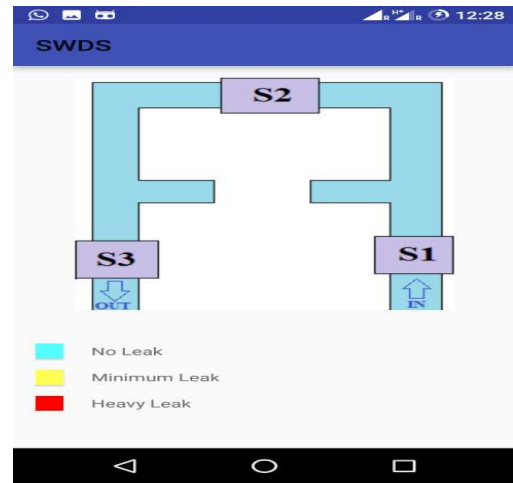 R H+ R 12:28
SWDS
S2
S3 S1
OUT IN
No Leak
Minimum Leak
Heavy Leak